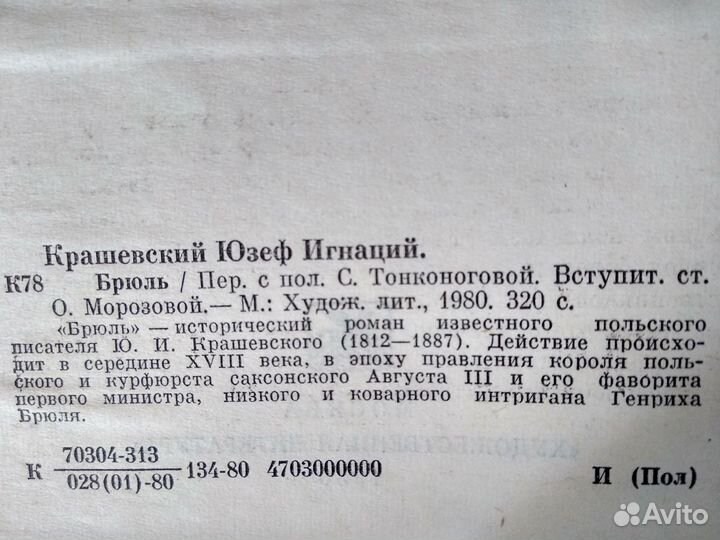 Крашевский Юзеф Игнаций.
К78 Брюль / Пер. с пол. С. Тонконоговой. Вступит. ст.
О. Морозовой.— М.: Худож. лит., 1980. 320 с.
«Брюль» — исторический роман известного польского
писателя Ю. И. Крашевского (1812—1887). Действие происхо-
дит в середине XVIII века, в эпоху правления короля поль-
ского и курфюрста саксонского Августа III и его фаворита
первого министра, низкого и коварного интригана Генриха
Брюля.
70304-313
К 134-80 4703000000
028(01)-80
И (Пол)
Avito